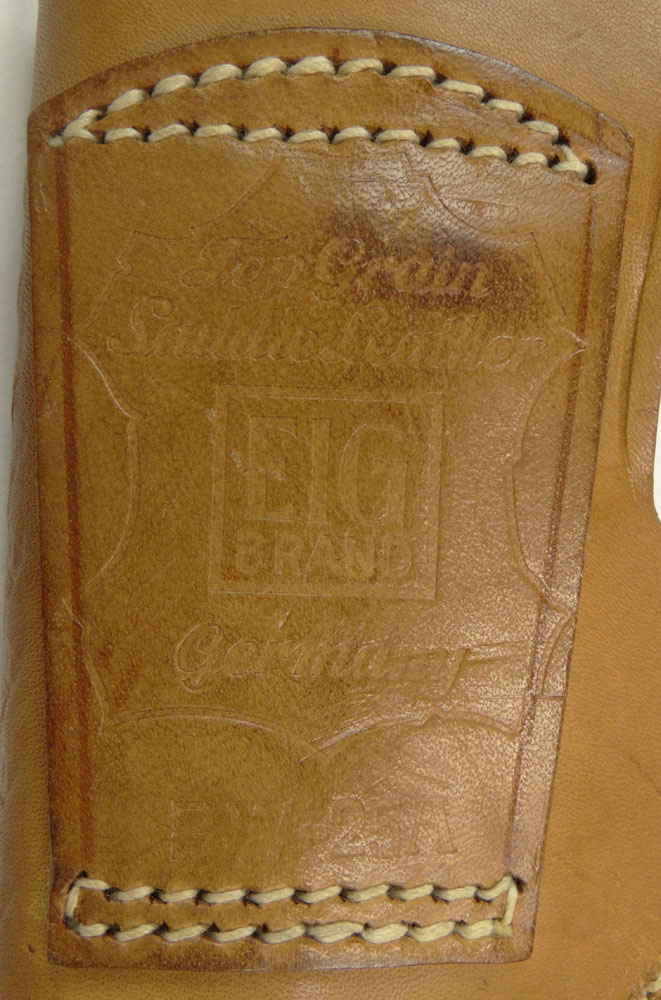 Top Grain
Saddle Leather
EIG
BRAND
Germany